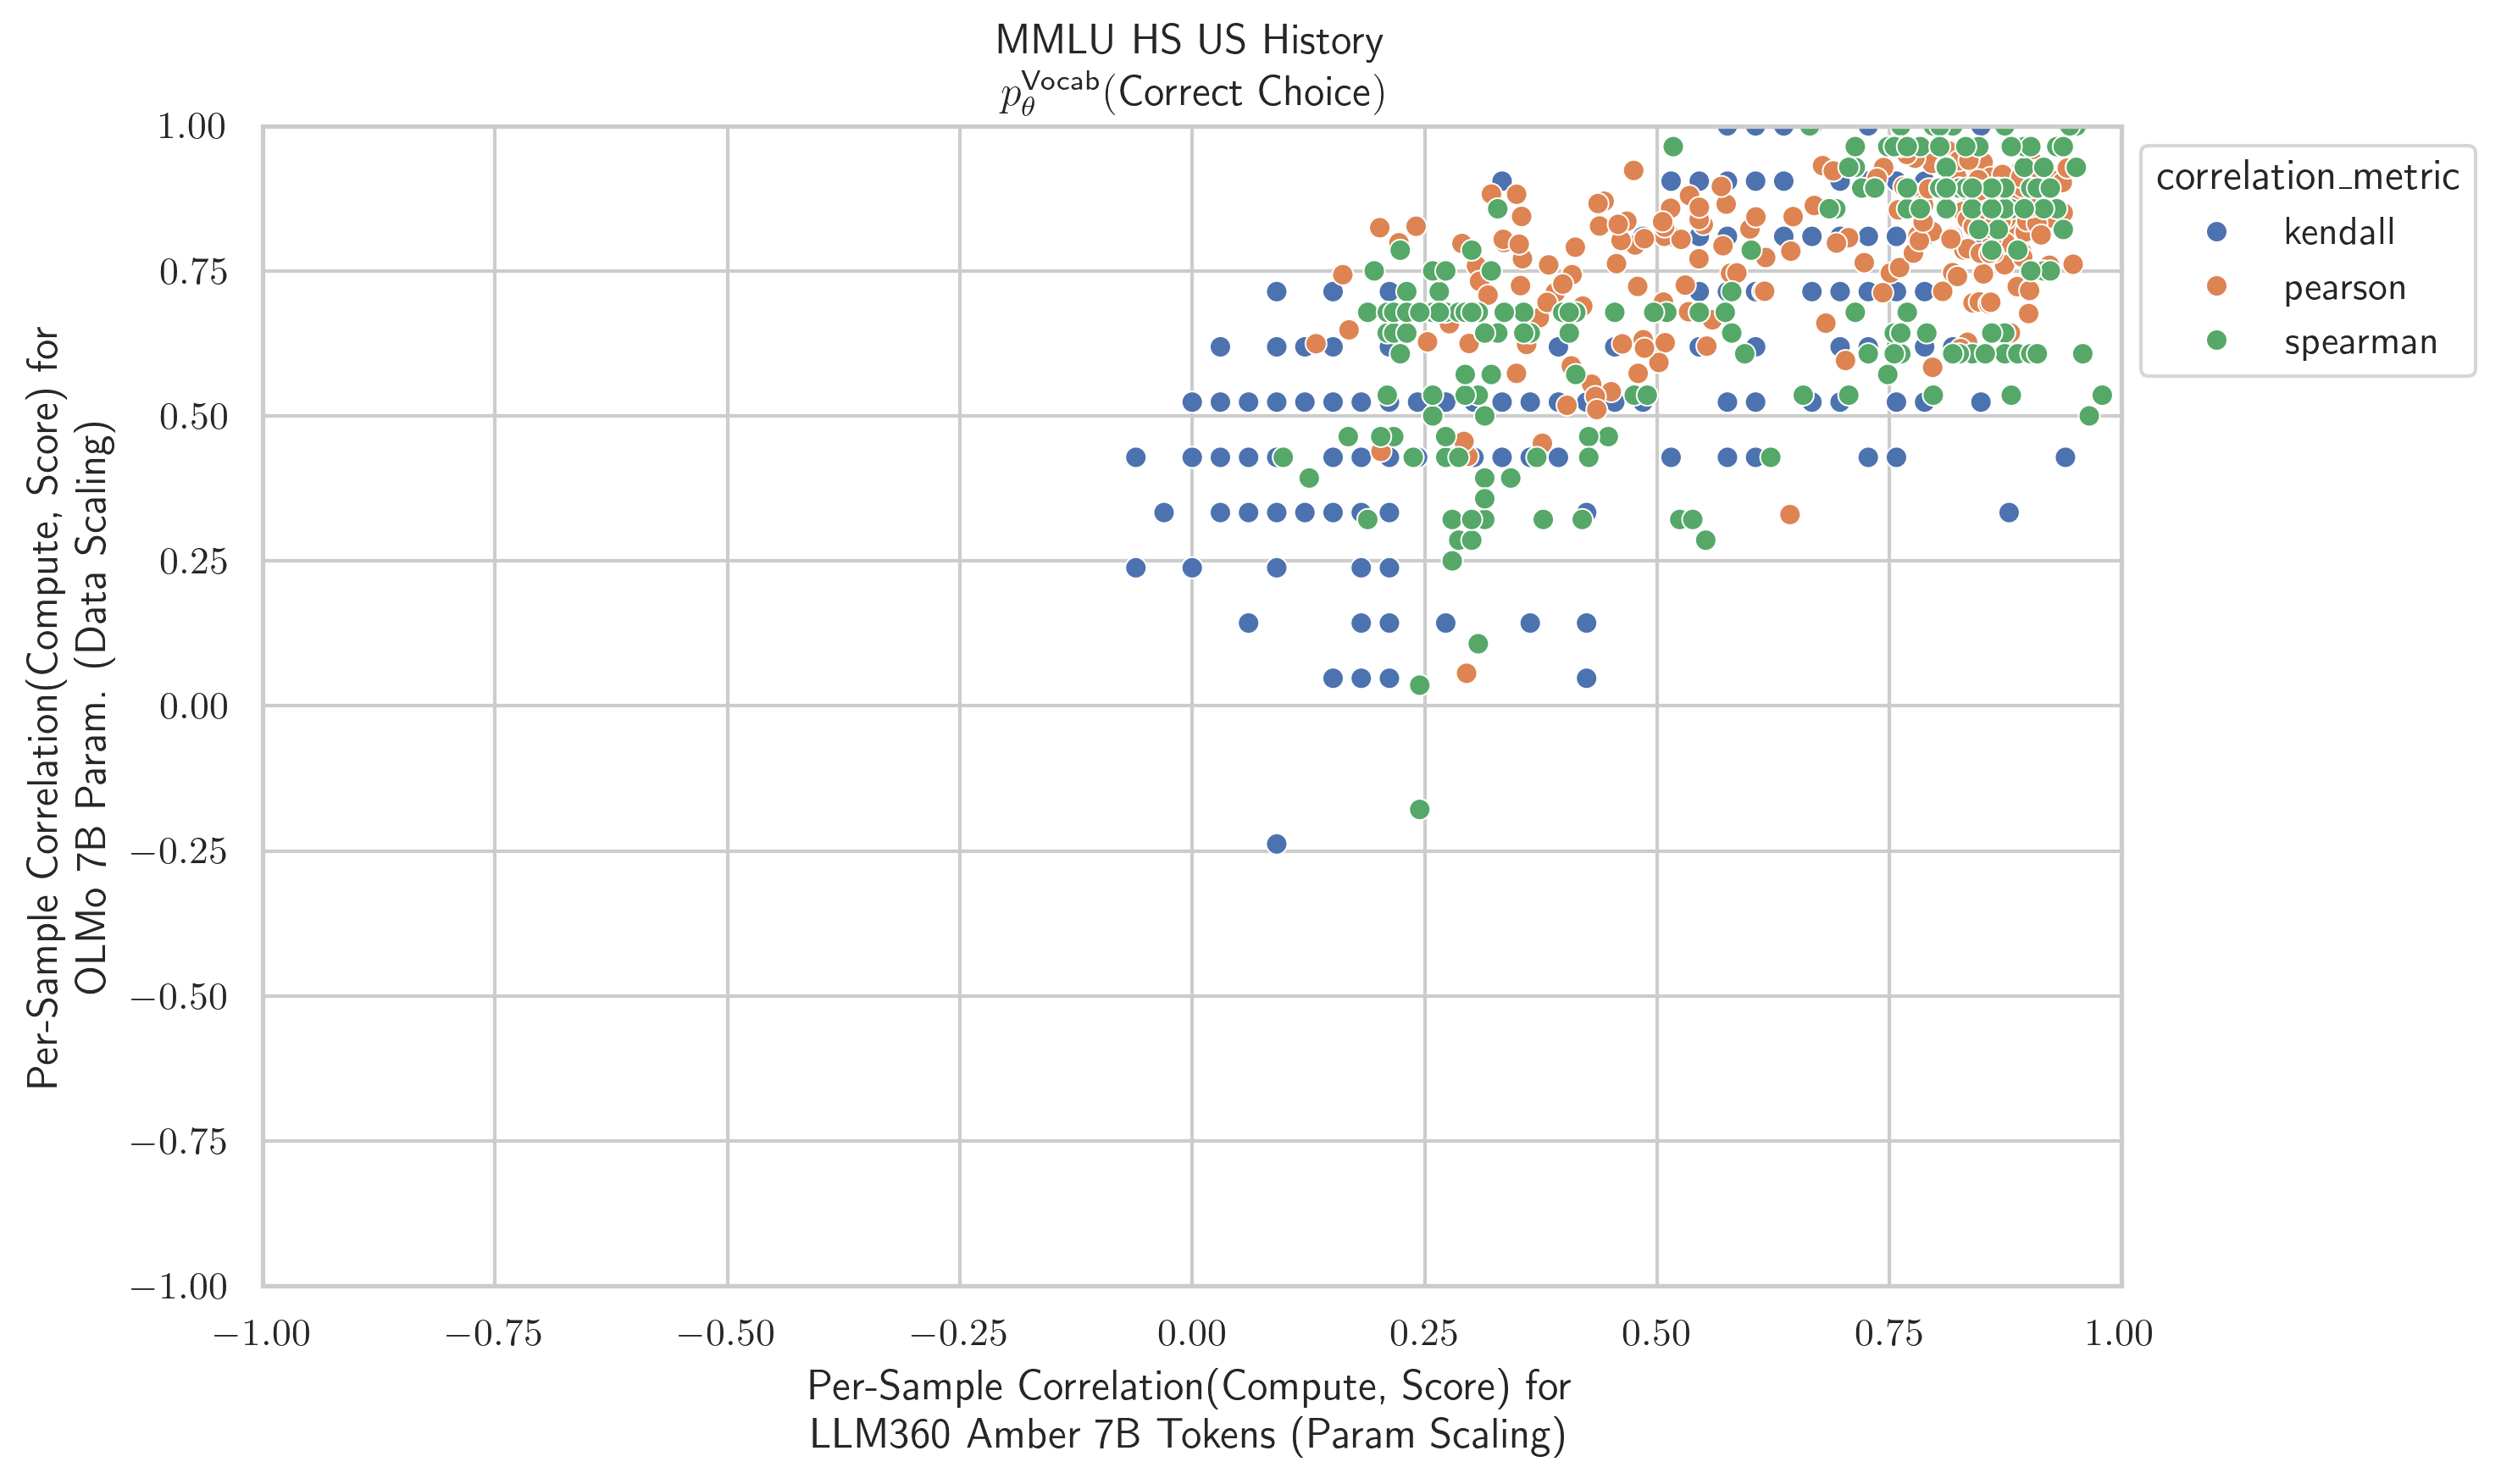 MMLU HS US History
p_θ^Vocab(Correct Choice)
1.00
0.75
0.50
0.25
0.00
−0.25
−0.50
−0.75
−1.00
Per-Sample Correlation(Compute, Score) for
OLMo 7B Param. (Data Scaling)
−1.00 −0.75 −0.50 −0.25 0.00 0.25 0.50 0.75 1.00
Per-Sample Correlation(Compute, Score) for
LLM360 Amber 7B Tokens (Param Scaling)
correlation_metric
kendall
pearson
spearman